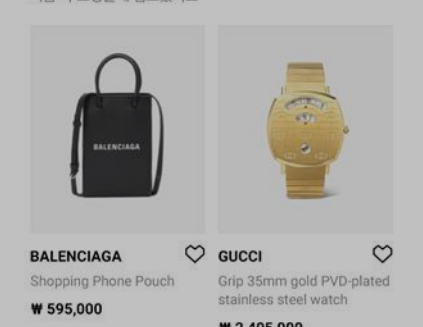 BALENCIAGA
BALENCIAGA
Shopping Phone Pouch
₩ 595,000
GUCCI
Grip 35mm gold PVD-plated
stainless steel watch